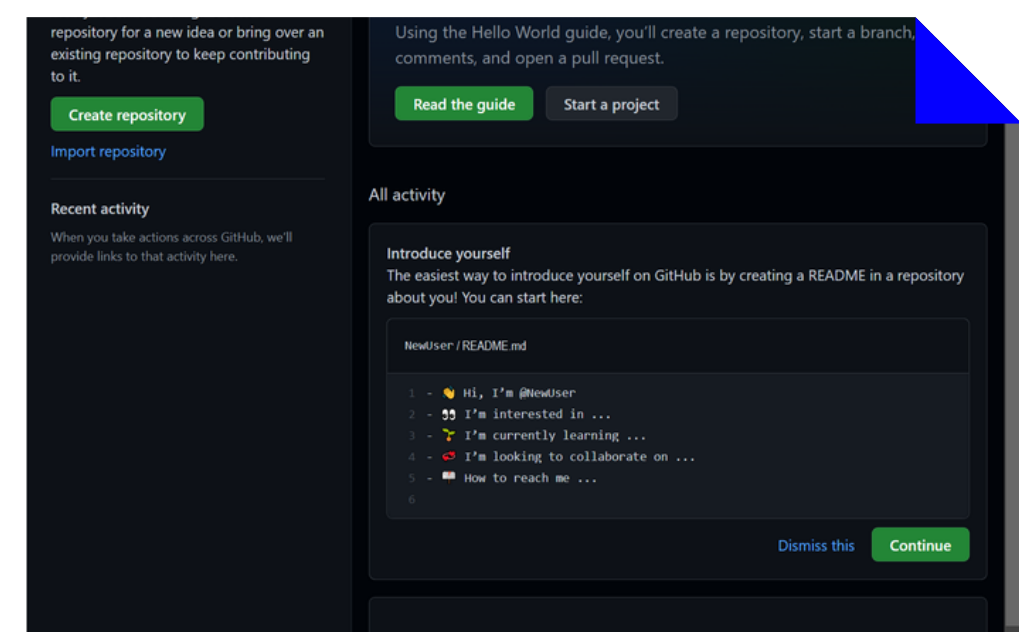 repository for a new idea or bring over an
existing repository to keep contributing
to it.
Create repository
Import repository
Recent activity
When you take actions across GitHub, we'll
provide links to that activity here.
Using the Hello World guide, you'll create a repository, start a branch,
comments, and open a pull request.
Read the guide
Start a project
All activity
Introduce yourself
The easiest way to introduce yourself on GitHub is by creating a README in a repository
about you! You can start here:
NewUser / README.md
1 - 👋 Hi, I'm @NewUser
2 - 👀 I'm interested in ...
3 - 🌱 I'm currently learning ...
4 - 💞️ I'm looking to collaborate on ...
5 - 📫 How to reach me ...
6
Dismiss this
Continue